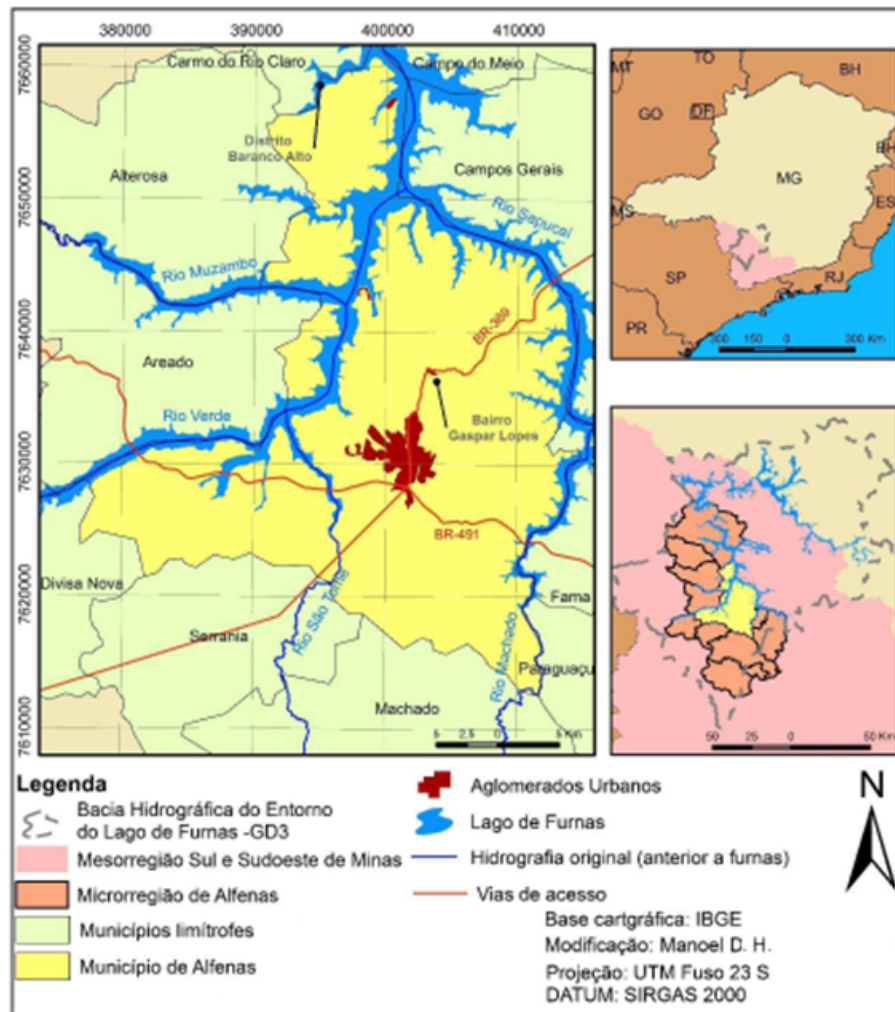 380000 390000 400000 410000
7660000
7650000
7640000
7630000
7620000
7610000
Carmo do Rio Claro
Campo do Meio
Distrito
Baranco Alto
Alterosa
Campos Gerais
Rio Sapucaí
Rio Muzambo
BR-369
Areado
Rio Verde
Bairro
Gaspar Lopes
BR-491
Divisa Nova
Fama
Serrania
Rio São Tomé
Rio Machado
Paraguaçu
Machado
5 2,5 0 5 Km
MT
TO
BH
GO
DF
MG
BH
MS
ES
SP
RJ
PR
300 150 0 300 Km
50 25 0 50 Km
Legenda
Bacia Hidrográfica do Entorno
do Lago de Furnas -GD3
Mesorregião Sul e Sudoeste de Minas
Microrregião de Alfenas
Municípios limítrofes
Município de Alfenas
Aglomerados Urbanos
Lago de Furnas
Hidrografia original (anterior a furnas)
Vias de acesso
Base cartgráfica: IBGE
Modificação: Manoel D. H.
Projeção: UTM Fuso 23 S
DATUM: SIRGAS 2000
N